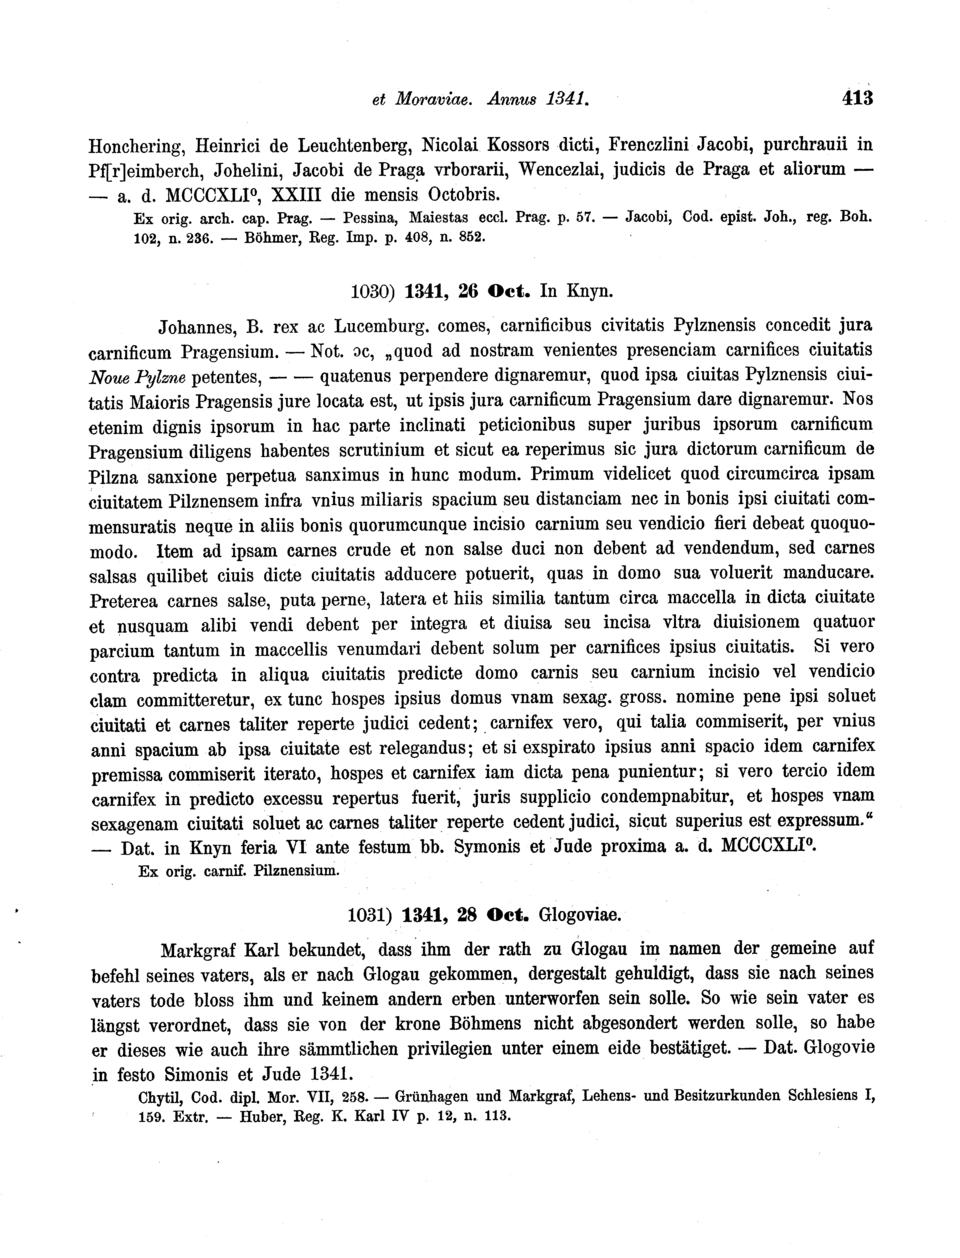 et Moraviae. Annus 1341. 413
Honchering, Heinrici de Leuchtenberg, Nicolai Kossors dicti, Frenczlini Jacobi, purchrauii in
Pf[r]eimberch, Johelini, Jacobi de Praga vrborarii, Wencezlai, judicis de Praga et aliorum —
— a. d. MCCCXLI⁰, XXIII die mensis Octobris.
Ex orig. arch. cap. Prag. — Pessina, Maiestas eccl. Prag. p. 57. — Jacobi, Cod. epist. Joh., reg. Boh.
102, n. 236. — Böhmer, Reg. Imp. p. 408, n. 852.
1030) 1341, 26 Oct. In Knyn.
Johannes, B. rex ac Lucemburg. comes, carnificibus civitatis Pylznensis concedit jura
carnificum Pragensium. — Not. ɔc, „quod ad nostram venientes presenciam carnifices ciuitatis
Noue Pylzne petentes, — — quatenus perpendere dignaremur, quod ipsa ciuitas Pylznensis ciui-
tatis Maioris Pragensis jure locata est, ut ipsis jura carnificum Pragensium dare dignaremur. Nos
etenim dignis ipsorum in hac parte inclinati peticionibus super juribus ipsorum carnificum
Pragensium diligens habentes scrutinium et sicut ea reperimus sic jura dictorum carnificum de
Pilzna sanxione perpetua sanximus in hunc modum. Primum videlicet quod circumcirca ipsam
ciuitatem Pilznensem infra vnius miliaris spacium seu distanciam nec in bonis ipsi ciuitati com-
mensuratis neque in aliis bonis quorumcunque incisio carnium seu vendicio fieri debeat quoquo-
modo. Item ad ipsam carnes crude et non salse duci non debent ad vendendum, sed carnes
salsas quilibet ciuis dicte ciuitatis adducere potuerit, quas in domo sua voluerit manducare.
Preterea carnes salse, puta perne, latera et hiis similia tantum circa maccella in dicta ciuitate
et nusquam alibi vendi debent per integra et diuisa seu incisa vltra diuisionem quatuor
parcium tantum in maccellis venumdari debent solum per carnifices ipsius ciuitatis. Si vero
contra predicta in aliqua ciuitatis predicte domo carnis seu carnium incisio vel vendicio
clam committeretur, ex tunc hospes ipsius domus vnam sexag. gross. nomine pene ipsi soluet
ciuitati et carnes taliter reperte judici cedent; carnifex vero, qui talia commiserit, per vnius
anni spacium ab ipsa ciuitate est relegandus; et si exspirato ipsius anni spacio idem carnifex
premissa commiserit iterato, hospes et carnifex iam dicta pena punientur; si vero tercio idem
carnifex in predicto excessu repertus fuerit, juris supplicio condempnabitur, et hospes vnam
sexagenam ciuitati soluet ac carnes taliter reperte cedent judici, sicut superius est expressum.“
— Dat. in Knyn feria VI ante festum bb. Symonis et Jude proxima a. d. MCCCXLI⁰.
Ex orig. carnif. Pilznensium.
1031) 1341, 28 Oct. Glogoviae.
Markgraf Karl bekundet, dass ihm der rath zu Glogau im namen der gemeine auf
befehl seines vaters, als er nach Glogau gekommen, dergestalt gehuldigt, dass sie nach seines
vaters tode bloss ihm und keinem andern erben unterworfen sein solle. So wie sein vater es
längst verordnet, dass sie von der krone Böhmens nicht abgesondert werden solle, so habe
er dieses wie auch ihre sämmtlichen privilegien unter einem eide bestätiget. — Dat. Glogovie
in festo Simonis et Jude 1341.
Chytil, Cod. dipl. Mor. VII, 258. — Grünhagen und Markgraf, Lehens- und Besitzurkunden Schlesiens I,
159. Extr. — Huber, Reg. K. Karl IV p. 12, n. 113.